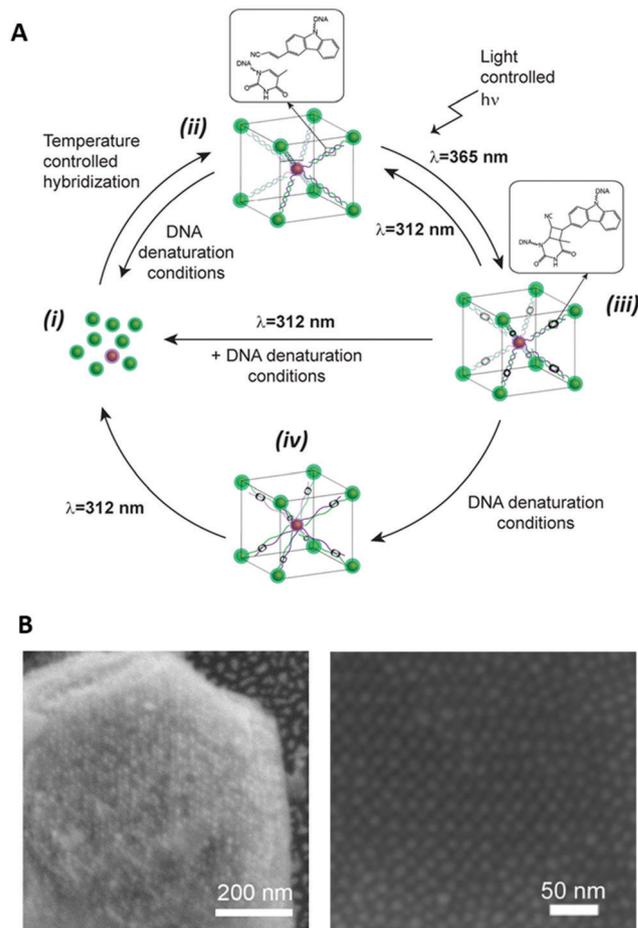 A
DNA
N
NC
DNA
N
O
N
H
O
(ii)
Light
controlled
hν
Temperature
controlled
hybridization
λ=365 nm
λ=312 nm
DNA
denaturation
conditions
DNA
N
NC
DNA
N
O
N
H
O
(i)
(iii)
λ=312 nm
+ DNA denaturation
conditions
(iv)
λ=312 nm
DNA denaturation
conditions
B
200 nm
50 nm